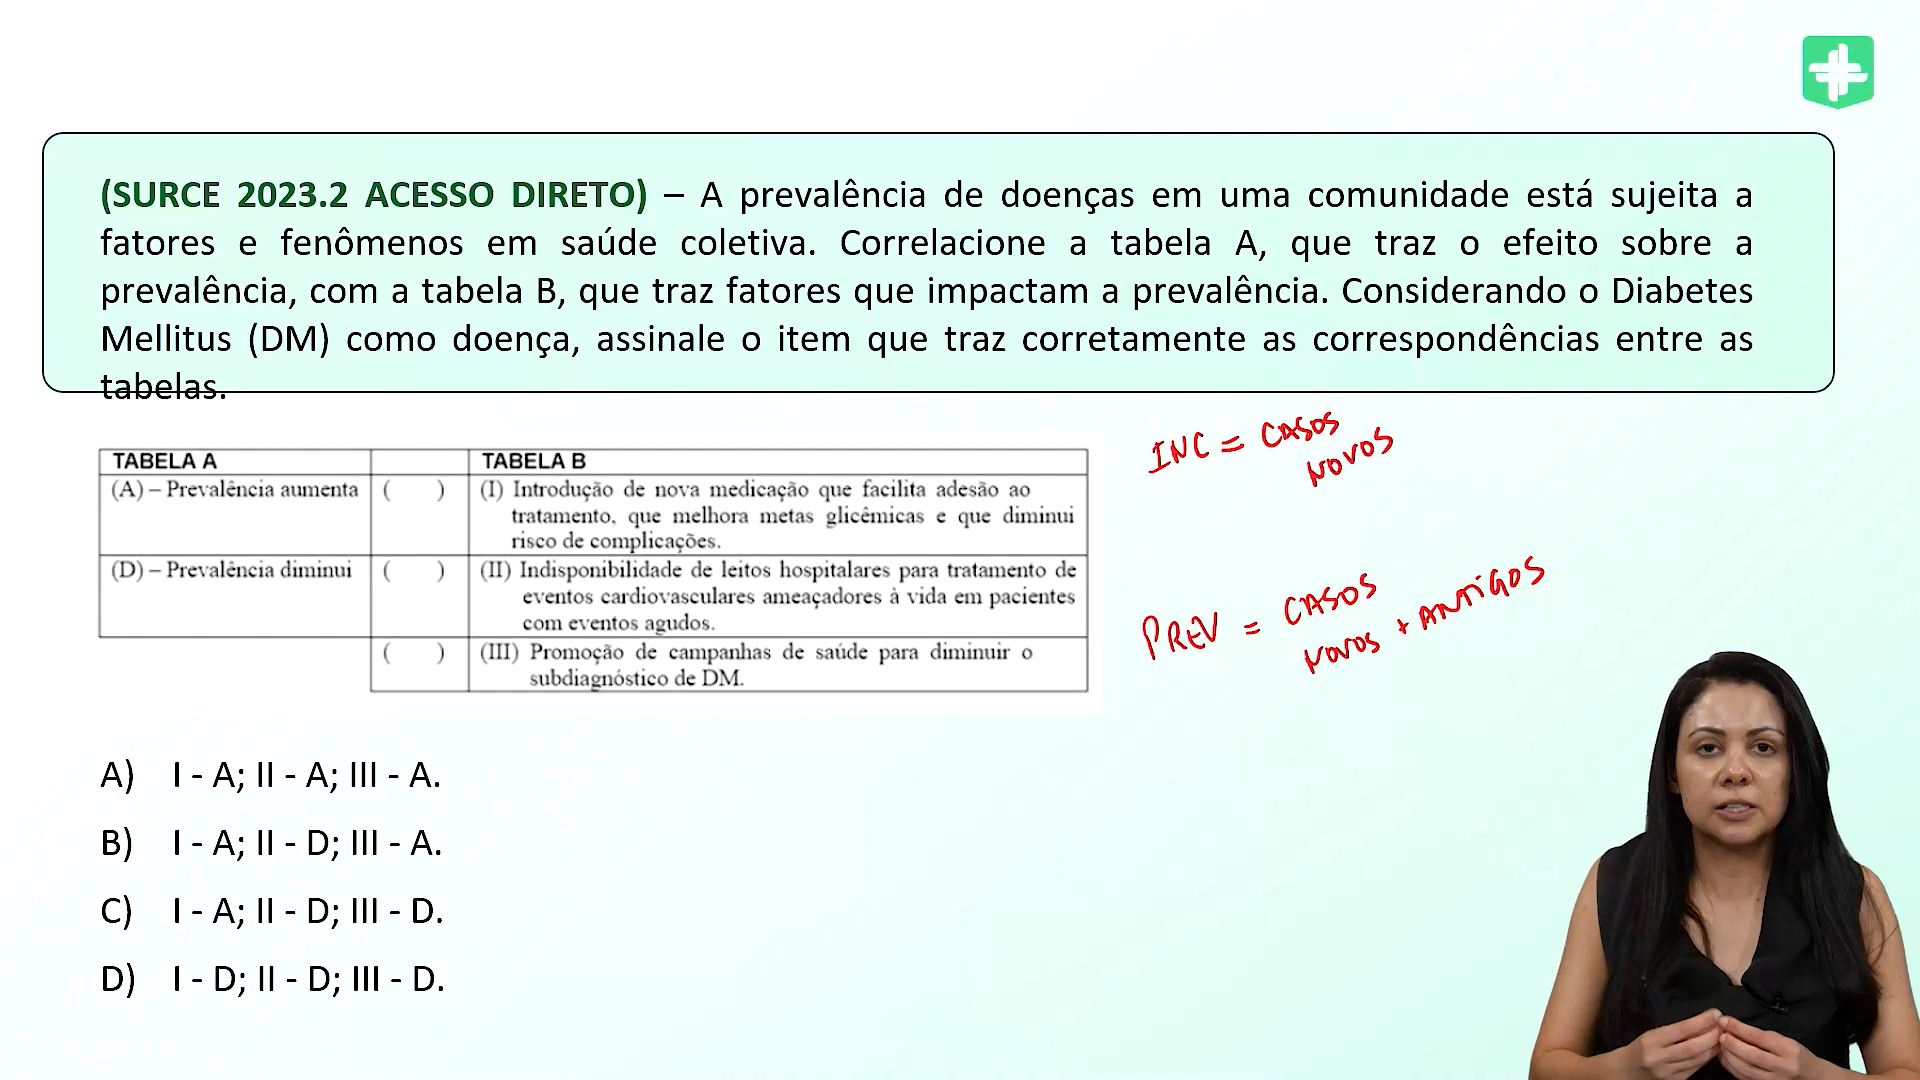 (SURCE 2023.2 ACESSO DIRETO) – A prevalência de doenças em uma comunidade está sujeita a
fatores e fenômenos em saúde coletiva. Correlacione a tabela A, que traz o efeito sobre a
prevalência, com a tabela B, que traz fatores que impactam a prevalência. Considerando o Diabetes
Mellitus (DM) como doença, assinale o item que traz corretamente as correspondências entre as
tabelas.
TABELA A TABELA B
(A) – Prevalência aumenta ( ) (I) Introdução de nova medicação que facilita adesão ao
tratamento, que melhora metas glicêmicas e que diminui
risco de complicações.
(D) – Prevalência diminui ( ) (II) Indisponibilidade de leitos hospitalares para tratamento de
eventos cardiovasculares ameaçadores à vida em pacientes
com eventos agudos.
( ) (III) Promoção de campanhas de saúde para diminuir o
subdiagnóstico de DM.
INC = CASOS
NOVOS
PREV = CASOS
NOVOS + ANTIGOS
A) I - A; II - A; III - A.
B) I - A; II - D; III - A.
C) I - A; II - D; III - D.
D) I - D; II - D; III - D.